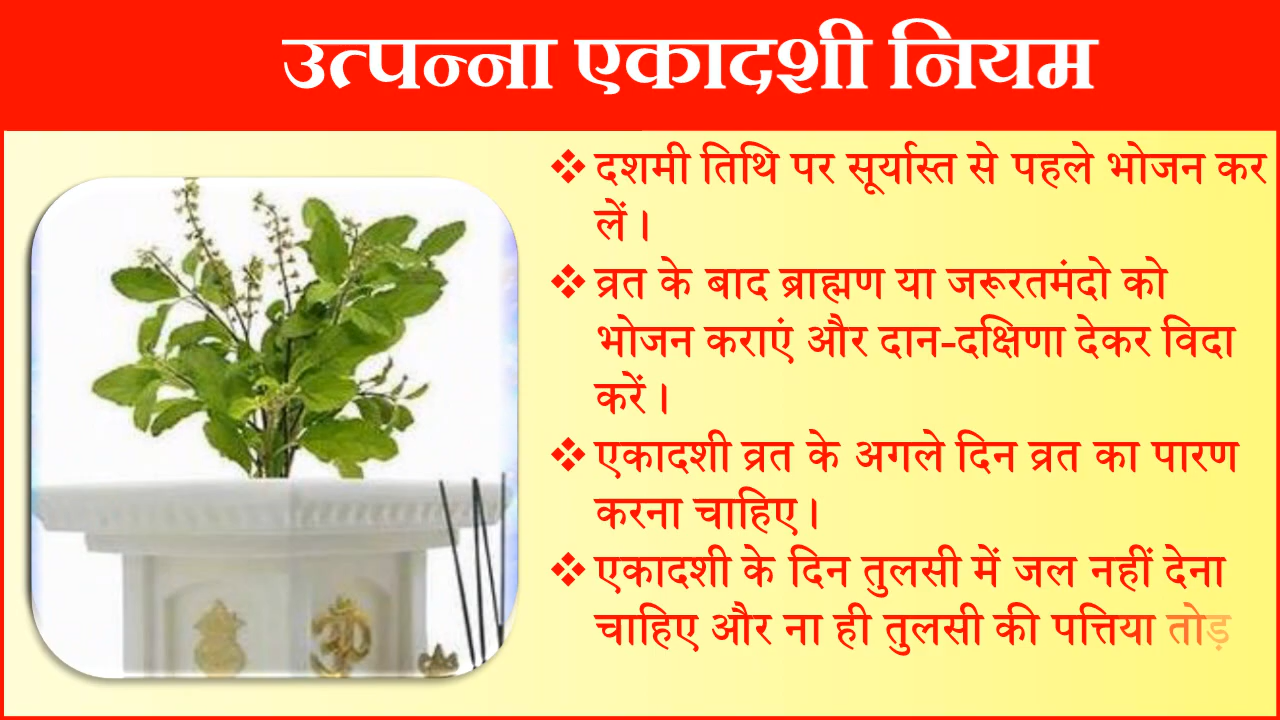 उत्पन्ना एकादशी नियम
❖ दशमी तिथि पर सूर्यास्त से पहले भोजन कर
लें।
❖ व्रत के बाद ब्राह्मण या जरूरतमंदो को
भोजन कराएं और दान-दक्षिणा देकर विदा
करें।
❖ एकादशी व्रत के अगले दिन व्रत का पारण
करना चाहिए।
❖ एकादशी के दिन तुलसी में जल नहीं देना
चाहिए और ना ही तुलसी की पत्तिया तोड़
ॐ